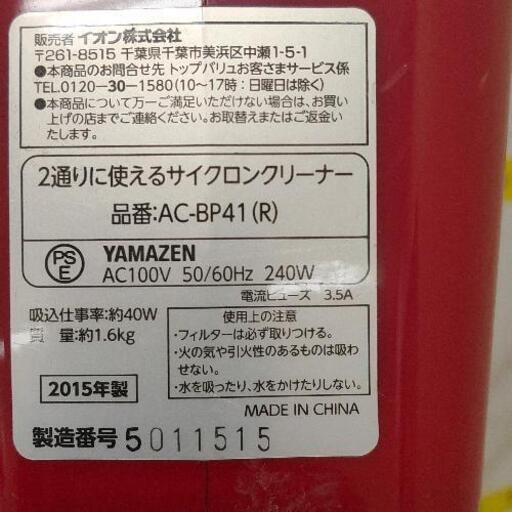 販売者 イオン株式会社
〒261-8515 千葉県千葉市美浜区中瀬1-5-1
●本商品のお問合せ先 トップバリュお客さまサービス係
TEL.0120-30-1580(10~17時:日曜日は除く)
●本商品について万一ご満足いただけない場合は、お買い
上げの店までご連絡ください。お取替えまたはご返金い
たします。
2通りに使えるサイクロンクリーナー
品番:AC-BP41(R)
PS
E
YAMAZEN
AC100V 50/60Hz 240W
電流ヒューズ 3.5A
吸込仕事率:約40W
質 量:約1.6kg
2015年製
使用上の注意
・フィルターは必ず取りつける。
・火の気や引火性のあるものは吸わ
せない。
・水を吸ったり、水をかけたりしない。
MADE IN CHINA
製造番号 5011515